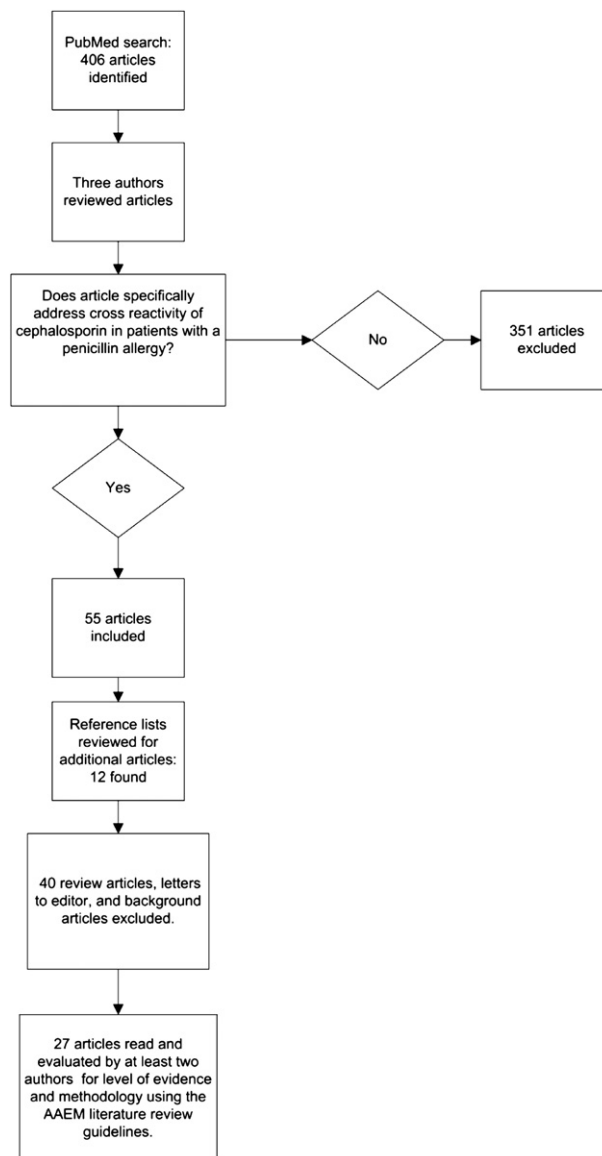 PubMed search:
406 articles
identified
Three authors
reviewed articles
Does article specifically
address cross reactivity of
cephalosporin in patients with a
penicillin allergy?
No
351 articles
excluded
Yes
55 articles
included
Reference lists
reviewed for
additional articles:
12 found
40 review articles, letters
to editor, and background
articles excluded.
27 articles read and
evaluated by at least two
authors for level of evidence
and methodology using the
AAEM literature review
guidelines.